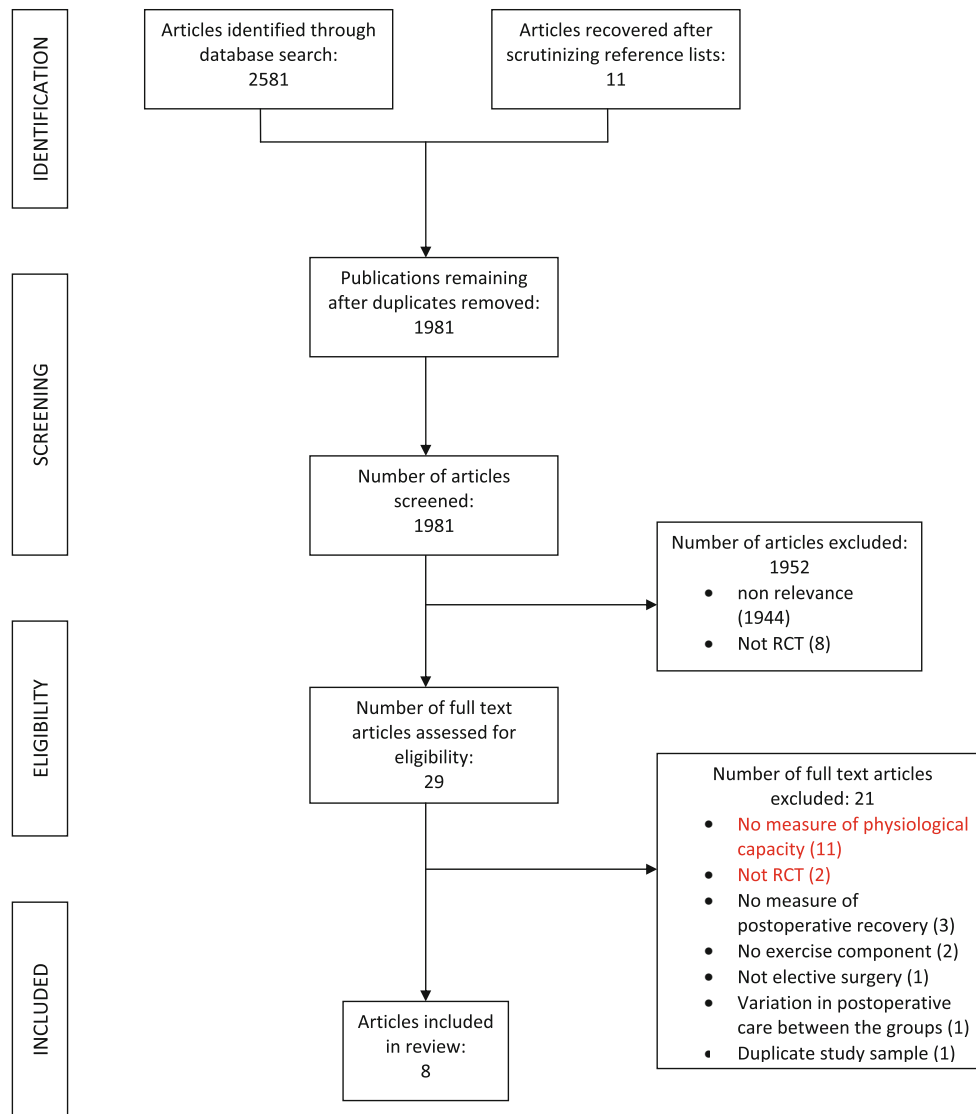 IDENTIFICATION
Articles identified through
database search:
2581
Articles recovered after
scrutinizing reference lists:
11
SCREENING
Publications remaining
after duplicates removed:
1981
Number of articles
screened:
1981
Number of articles excluded:
1952
• non relevance
(1944)
• Not RCT (8)
ELIGIBILITY
Number of full text
articles assessed for
eligibility:
29
Number of full text articles
excluded: 21
• No measure of physiological
capacity (11)
• Not RCT (2)
• No measure of
postoperative recovery (3)
• No exercise component (2)
• Not elective surgery (1)
• Variation in postoperative
care between the groups (1)
• Duplicate study sample (1)
INCLUDED
Articles included
in review:
8